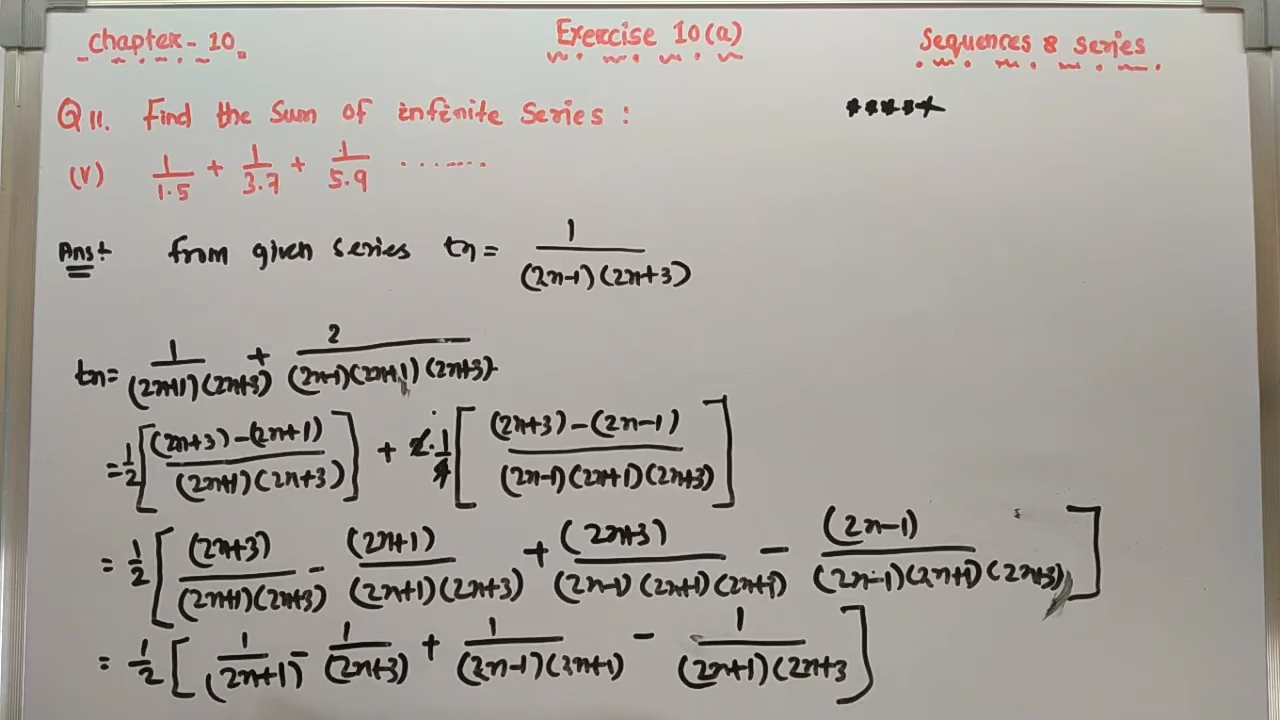 Chapter-10
Exercise 10(a)
Sequences & Series
Q11. Find the Sum of infinite Series :
(V) 1/1.5 + 1/3.7 + 1/5.9 .......
Ans: from given series tn = 1/(2n-1)(2n+3)
tn = 1/(2n+1)(2n+3) + 2/(2n-1)(2n+1)(2n+3)
= 1/2 [(2n+3)-(2n+1)/(2n+1)(2n+3)] + 2.1/4 [(2n+3)-(2n-1)/(2n-1)(2n+1)(2n+3)]
= 1/2 [(2n+3)/(2n+1)(2n+3) - (2n+1)/(2n+1)(2n+3) + (2n+3)/(2n-1)(2n+1)(2n+3) - (2n-1)/(2n-1)(2n+1)(2n+3)]
= 1/2 [1/(2n+1) - 1/(2n+3) + 1/(2n-1)(2n+1) - 1/(2n+1)(2n+3]